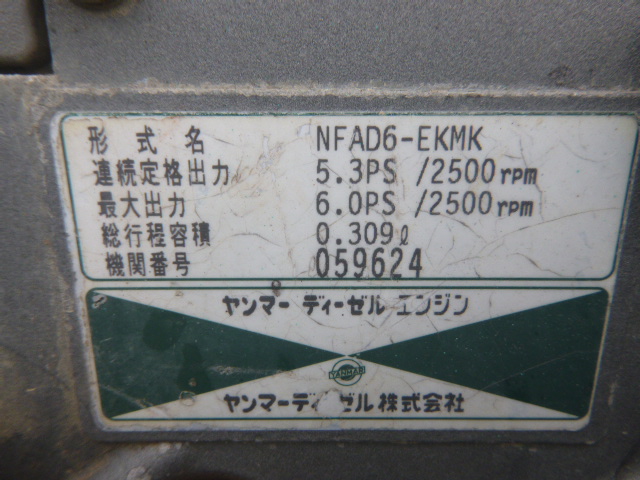 形式名 NFAD6-EKMK
連続定格出力 5.3PS /2500rpm
最大出力 6.0PS /2500rpm
総行程容積 0.309ℓ
機関番号 059624
ヤンマー ディーゼル エンジン
YANMAR
ヤンマーディーゼル株式会社